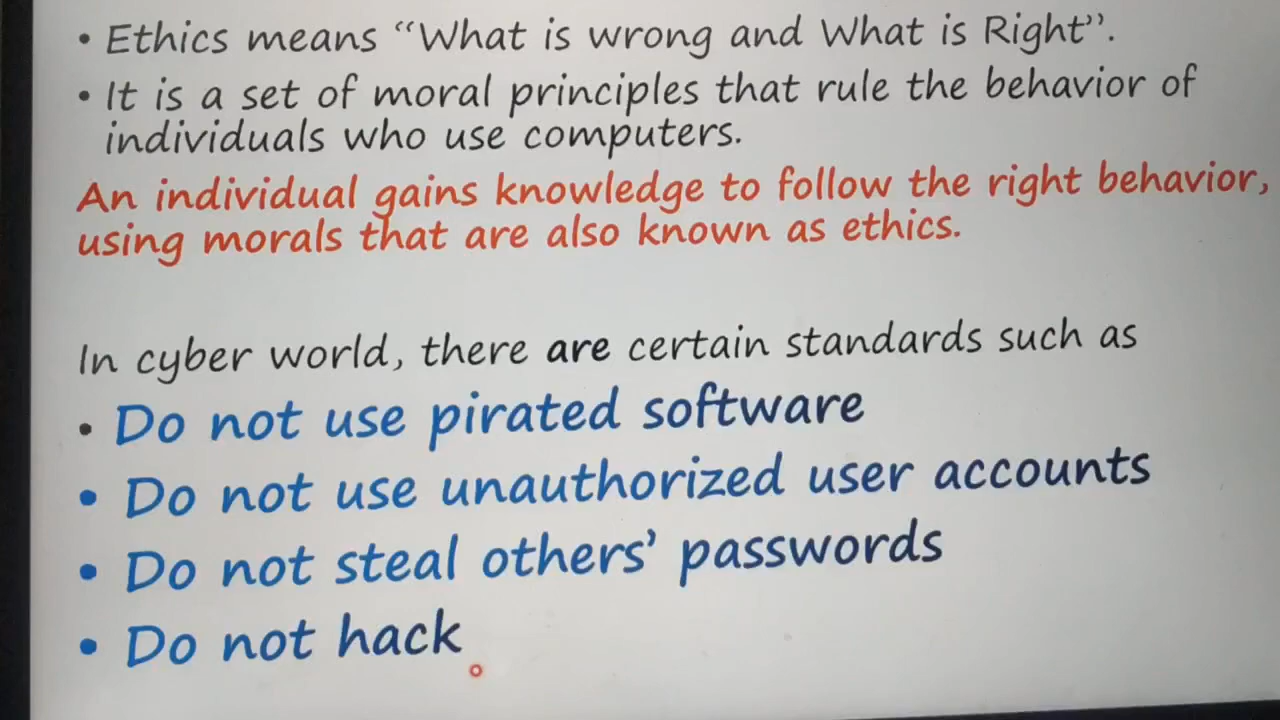 • Ethics means “What is wrong and What is Right”.
• It is a set of moral principles that rule the behavior of
individuals who use computers.
An individual gains knowledge to follow the right behavior,
using morals that are also known as ethics.
In cyber world, there are certain standards such as
• Do not use pirated software
• Do not use unauthorized user accounts
• Do not steal others’ passwords
• Do not hack